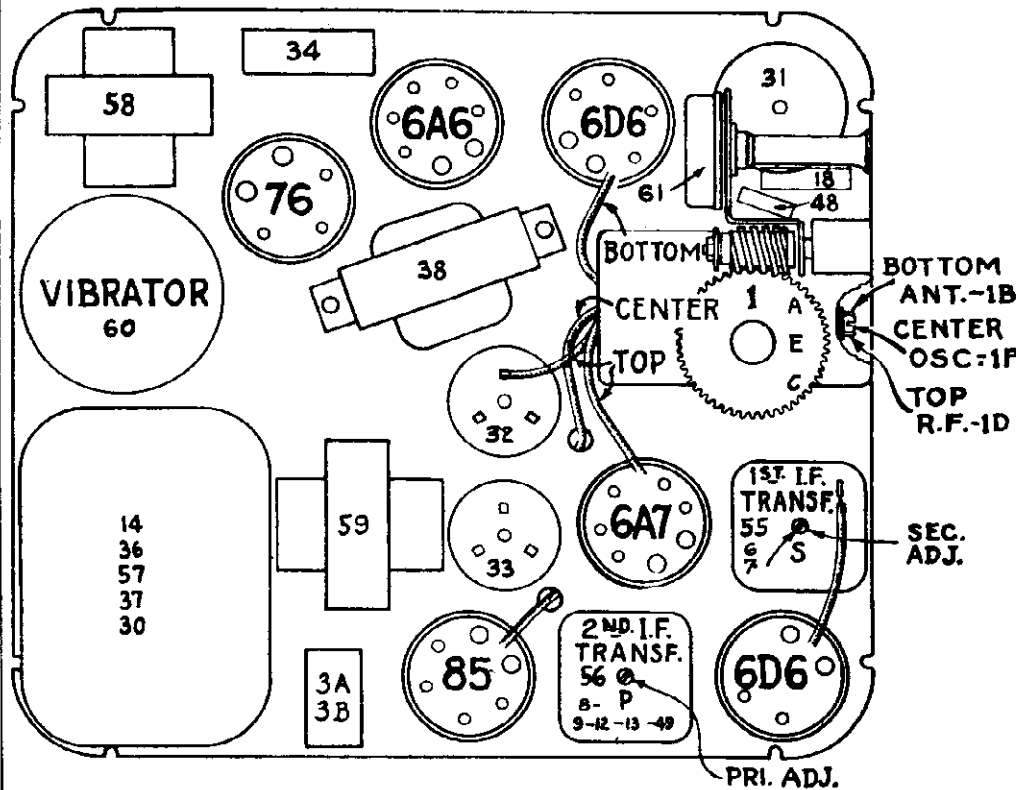 34
58
6A6
6D6
31
76
61
18
48
38
BOTTOM
VIBRATOR
60
CENTER
TOP
1
A
E
C
BOTTOM
ANT.-1B
CENTER
OSC-1F
TOP
R.F.-1D
32
14
36
57
37
30
59
33
6A7
1ST. I.F.
TRANSF.
55
6
7
S
SEC.
ADJ.
3A
3B
85
2ND. I.F.
TRANSF.
56
8- P
9-12-13-49
6D6
PRI. ADJ.